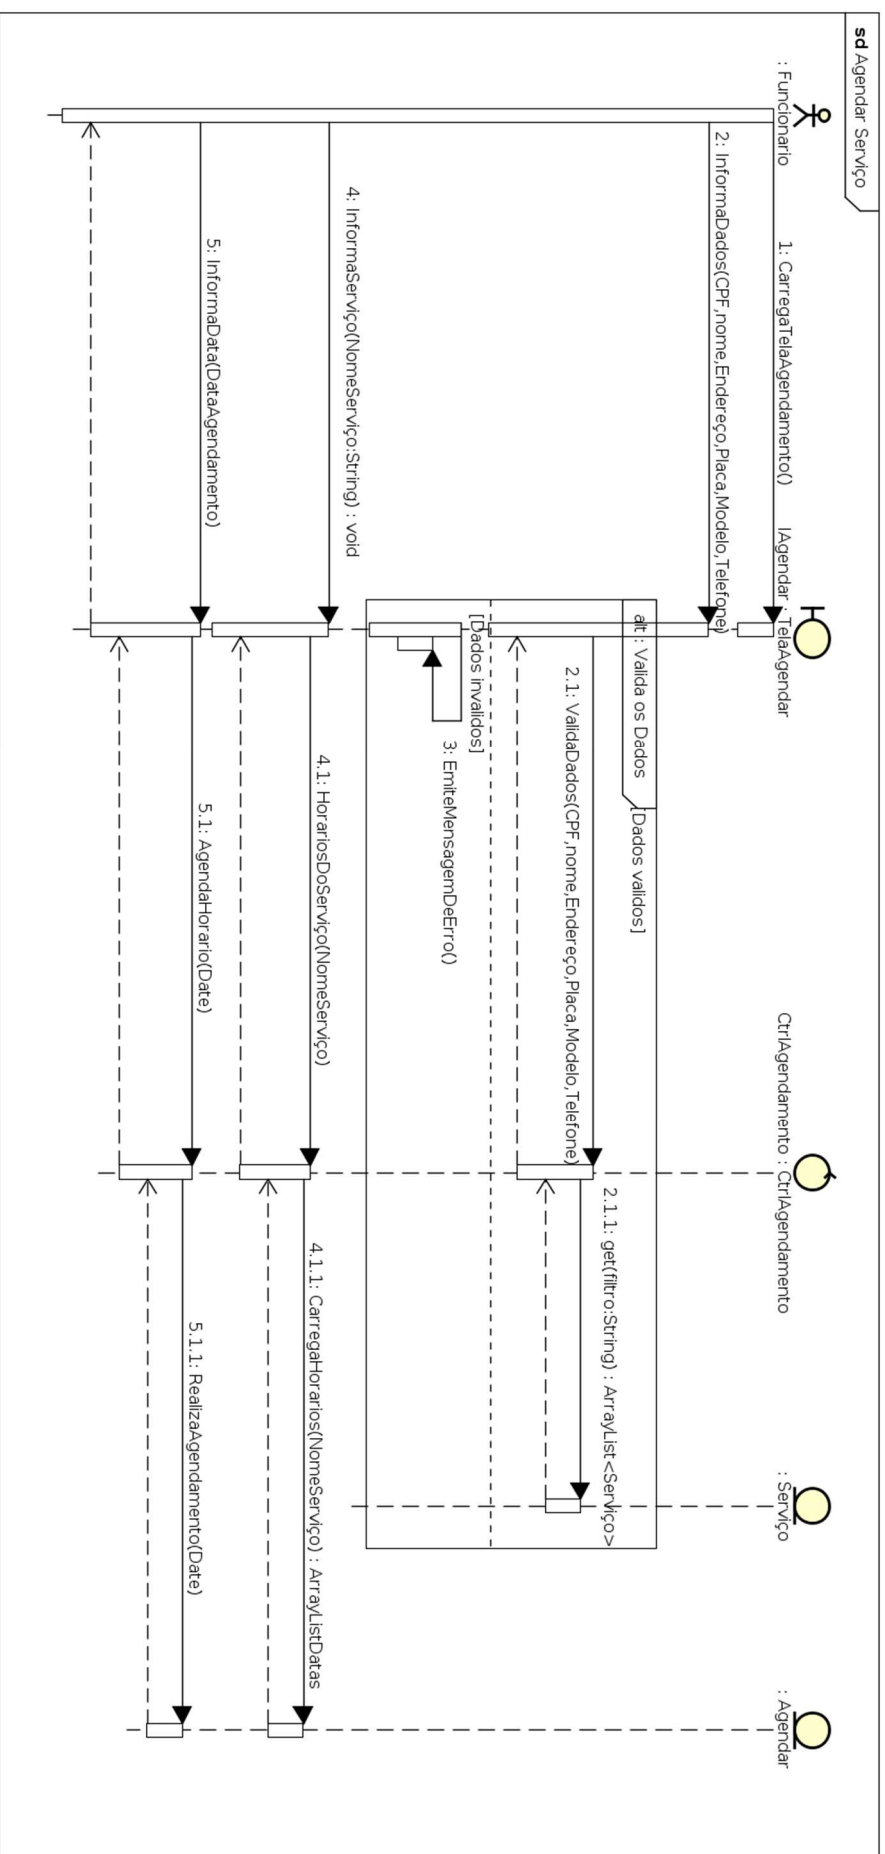 sd Agendar Serviço
: Funcionario
lAgendar : TelaAgendar
CtrlAgendamento : CtrlAgendamento
: Serviço
: Agendar
1: CarregaTelaAgendamento()
2: InformaDados(CPF,nome,Endereço,Placa,Modelo,Telefone)
alt : Valida os Dados
[Dados validos]
2.1.1: get(filtro:String) : ArrayList<Serviço>
2.1: ValidaDados(CPF,nome,Endereço,Placa,Modelo,Telefone)
[Dados invalidos]
3: EmiteMensagemDeErro()
4: InformaServiço(NomeServiço:String) : void
4.1: HorariosDoServiço(NomeServiço)
4.1.1: CarregaHorarios(NomeServiço) : ArrayListDatas
5: InformaData(DataAgendamento)
5.1: AgendaHorario(Date)
5.1.1: RealizaAgendamento(Date)